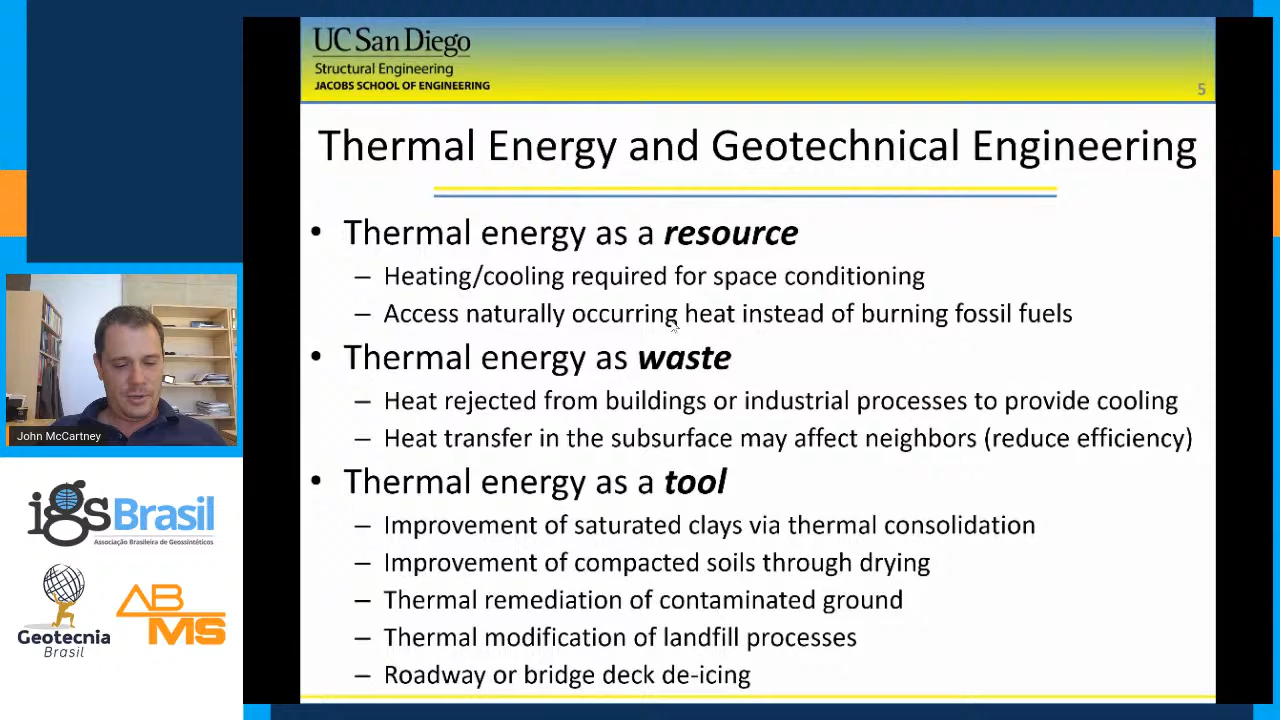 UC San Diego
Structural Engineering
JACOBS SCHOOL OF ENGINEERING
5
Thermal Energy and Geotechnical Engineering
• Thermal energy as a resource
– Heating/cooling required for space conditioning
– Access naturally occurring heat instead of burning fossil fuels
• Thermal energy as waste
– Heat rejected from buildings or industrial processes to provide cooling
– Heat transfer in the subsurface may affect neighbors (reduce efficiency)
• Thermal energy as a tool
– Improvement of saturated clays via thermal consolidation
– Improvement of compacted soils through drying
– Thermal remediation of contaminated ground
– Thermal modification of landfill processes
– Roadway or bridge deck de-icing
John McCartney
igsBrasil
Associação Brasileira de Geossintéticos
Geotecnia
Brasil
ABMS